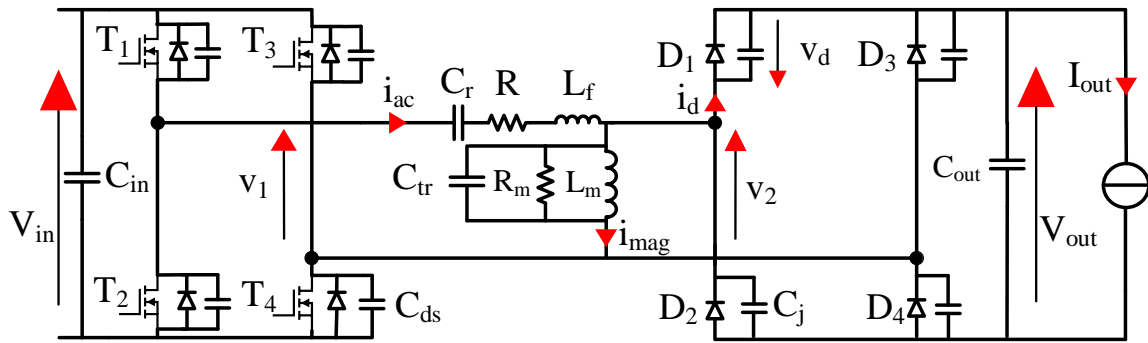 T1
T3
D1
vd
D3
iac
Cr
R
Lf
id
Iout
Cin
v1
Ctr
Rm
Lm
v2
Cout
Vin
imag
Vout
T2
T4
Cds
D2
Cj
D4